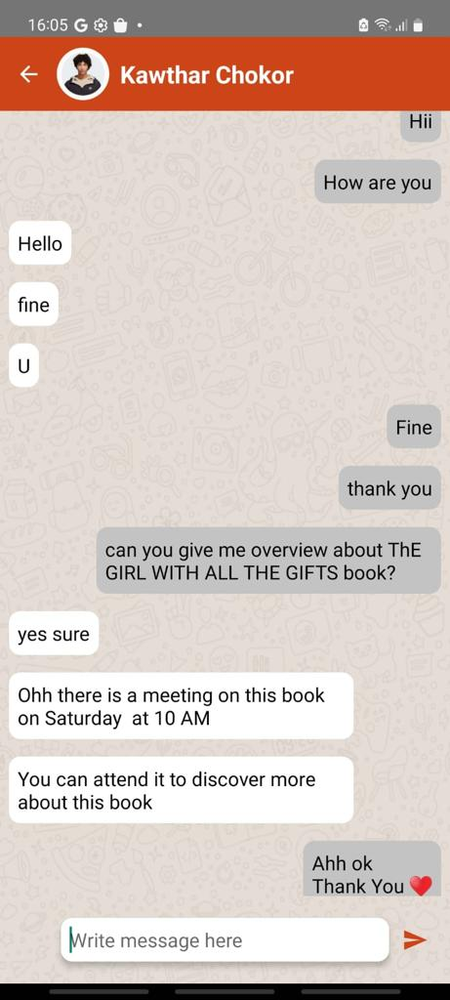 16:05 G
Kawthar Chokor
Hii
How are you
Hello
fine
U
Fine
thank you
can you give me overview about ThE
GIRL WITH ALL THE GIFTS book?
yes sure
Ohh there is a meeting on this book
on Saturday at 10 AM
You can attend it to discover more
about this book
Ahh ok
Thank You ❤️
Write message here